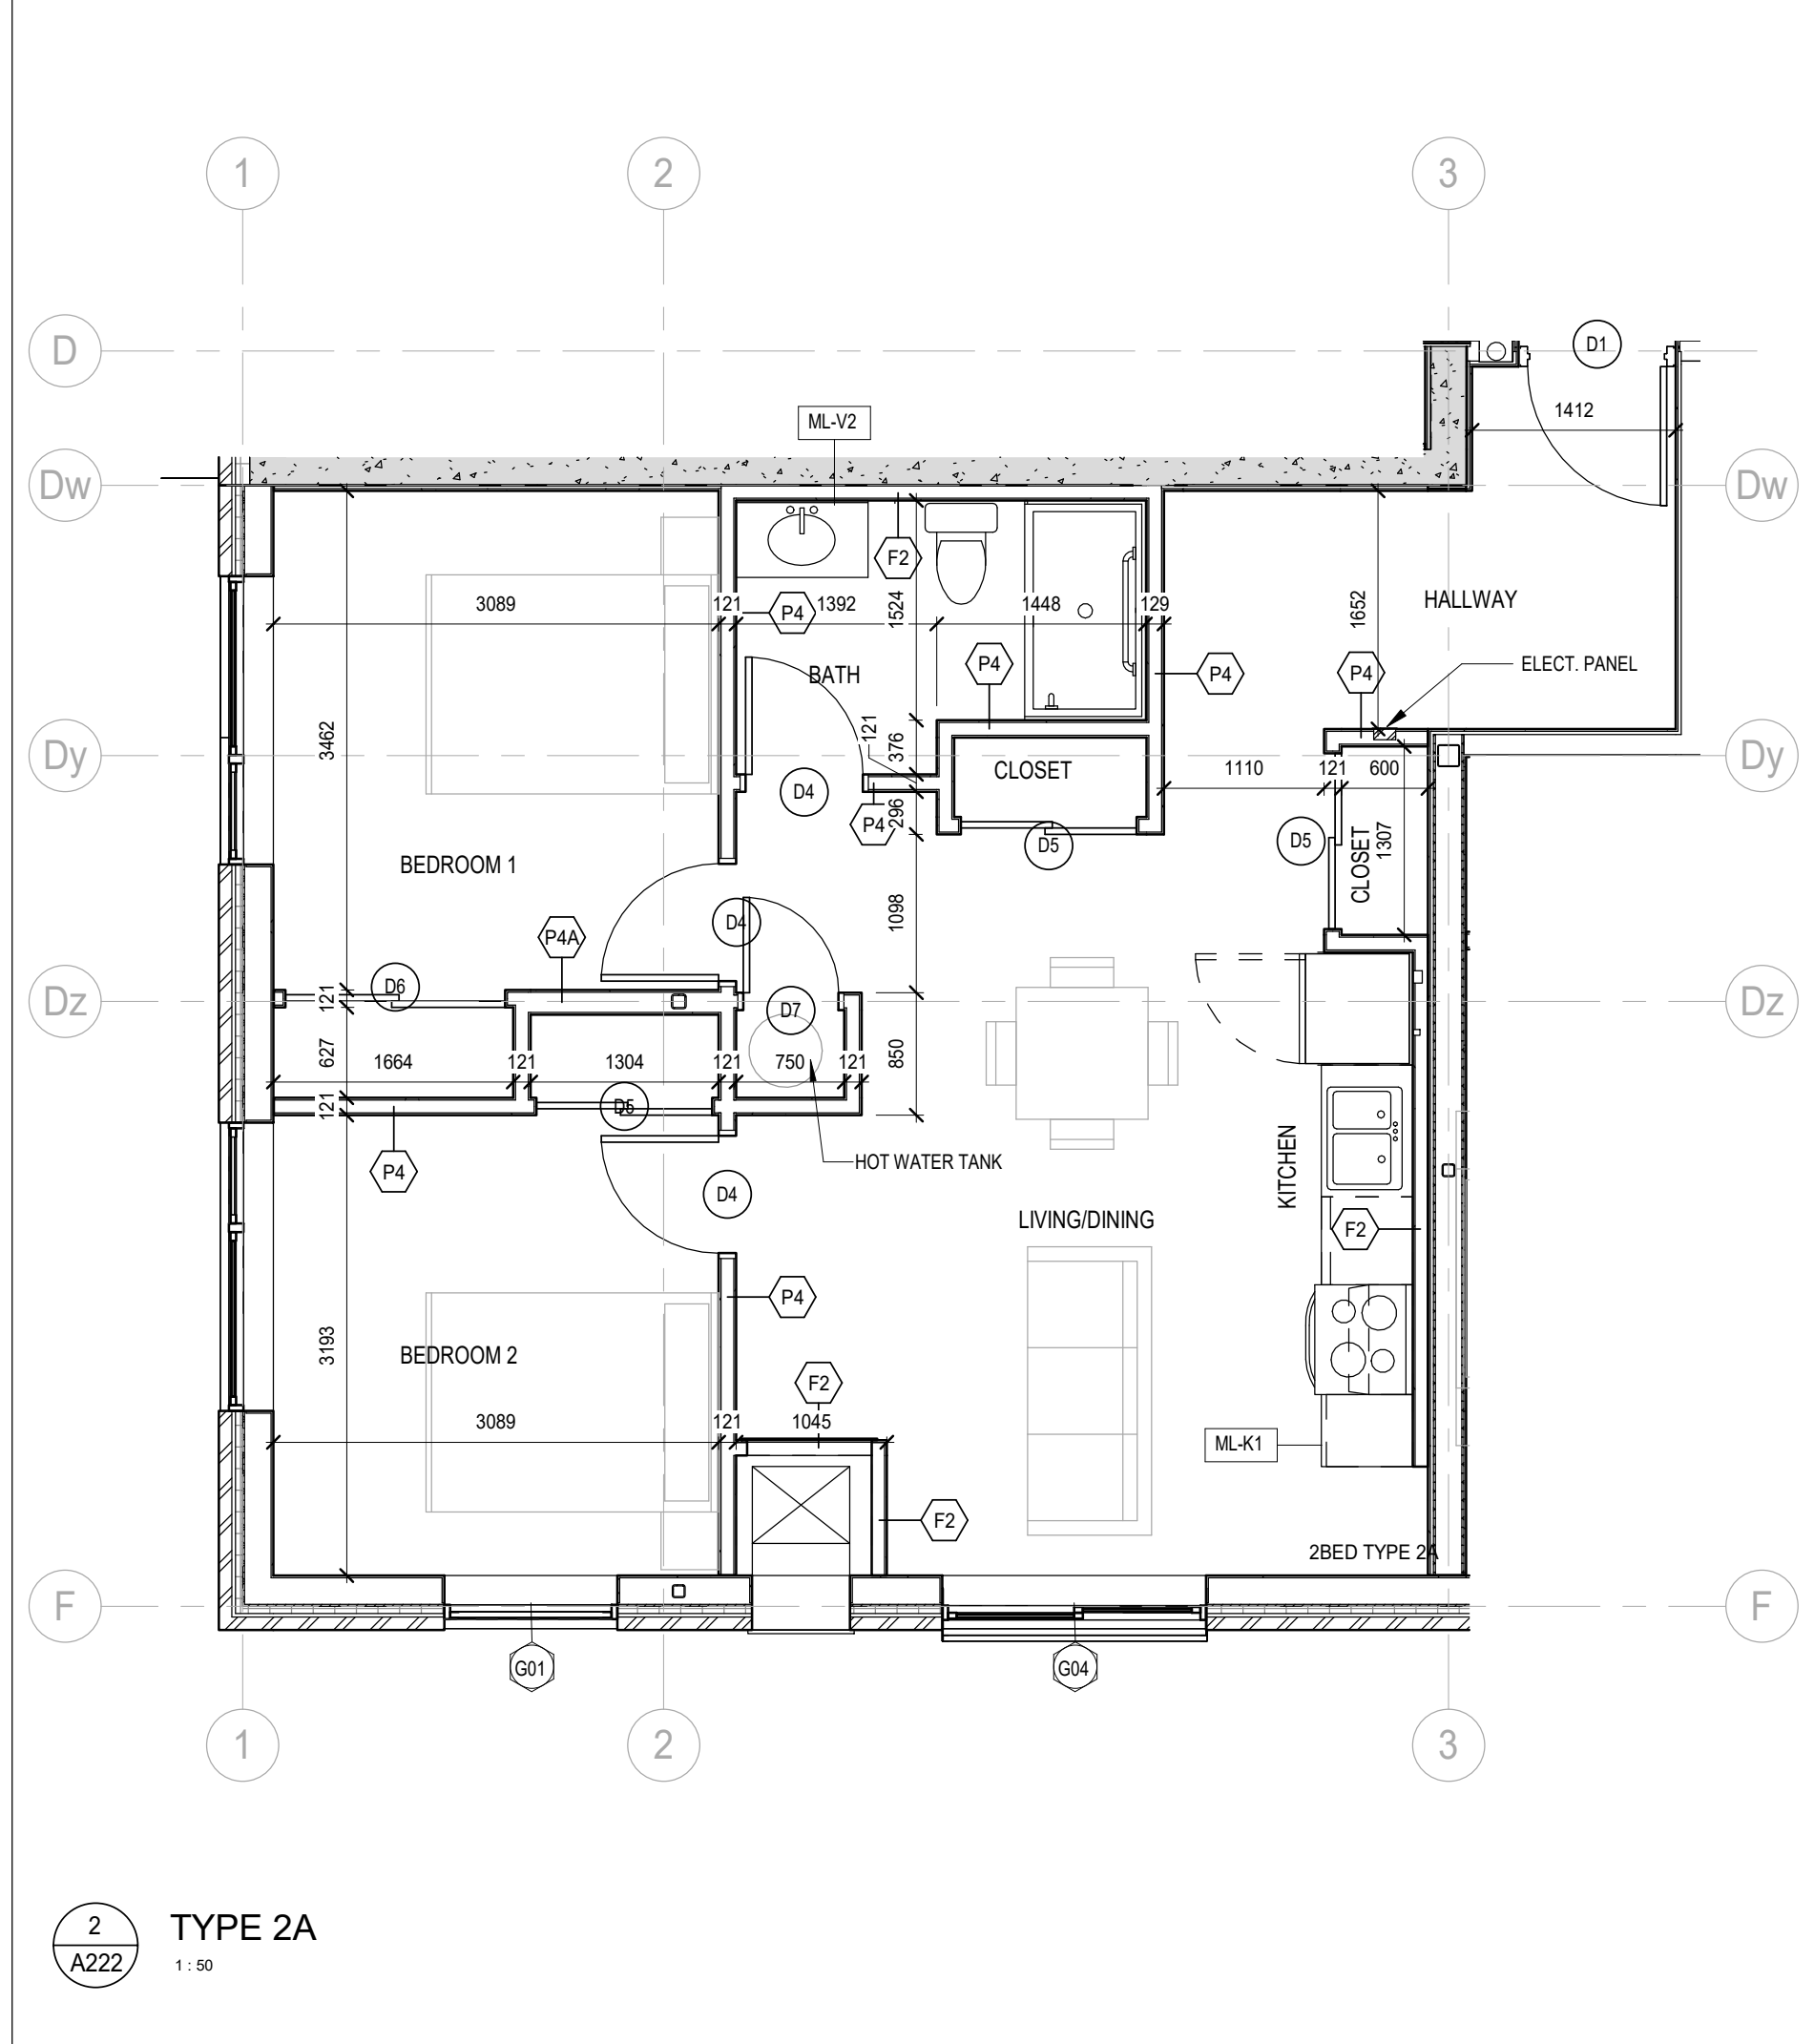 1
2
3
D
D1
1412
ML-V2
Dw
Dw
F2
3089
121
P4
1392
1524
1448
129
1652
HALLWAY
BATH
P4
P4
P4
ELECT. PANEL
3462
121
376
Dy
Dy
CLOSET
1110
121
600
D4
P4
296
D5
D5
CLOSET
1307
BEDROOM 1
1098
D4
P4A
D6
121
Dz
Dz
D7
627
1664
121
1304
121
750
121
850
121
D5
P4
HOT WATER TANK
KITCHEN
D4
LIVING/DINING
F2
P4
3193
BEDROOM 2
F2
3089
121
1045
ML-K1
F2
2BED TYPE 2A
F
F
G01
G04
1
2
3
2
A222
TYPE 2A
1 : 50